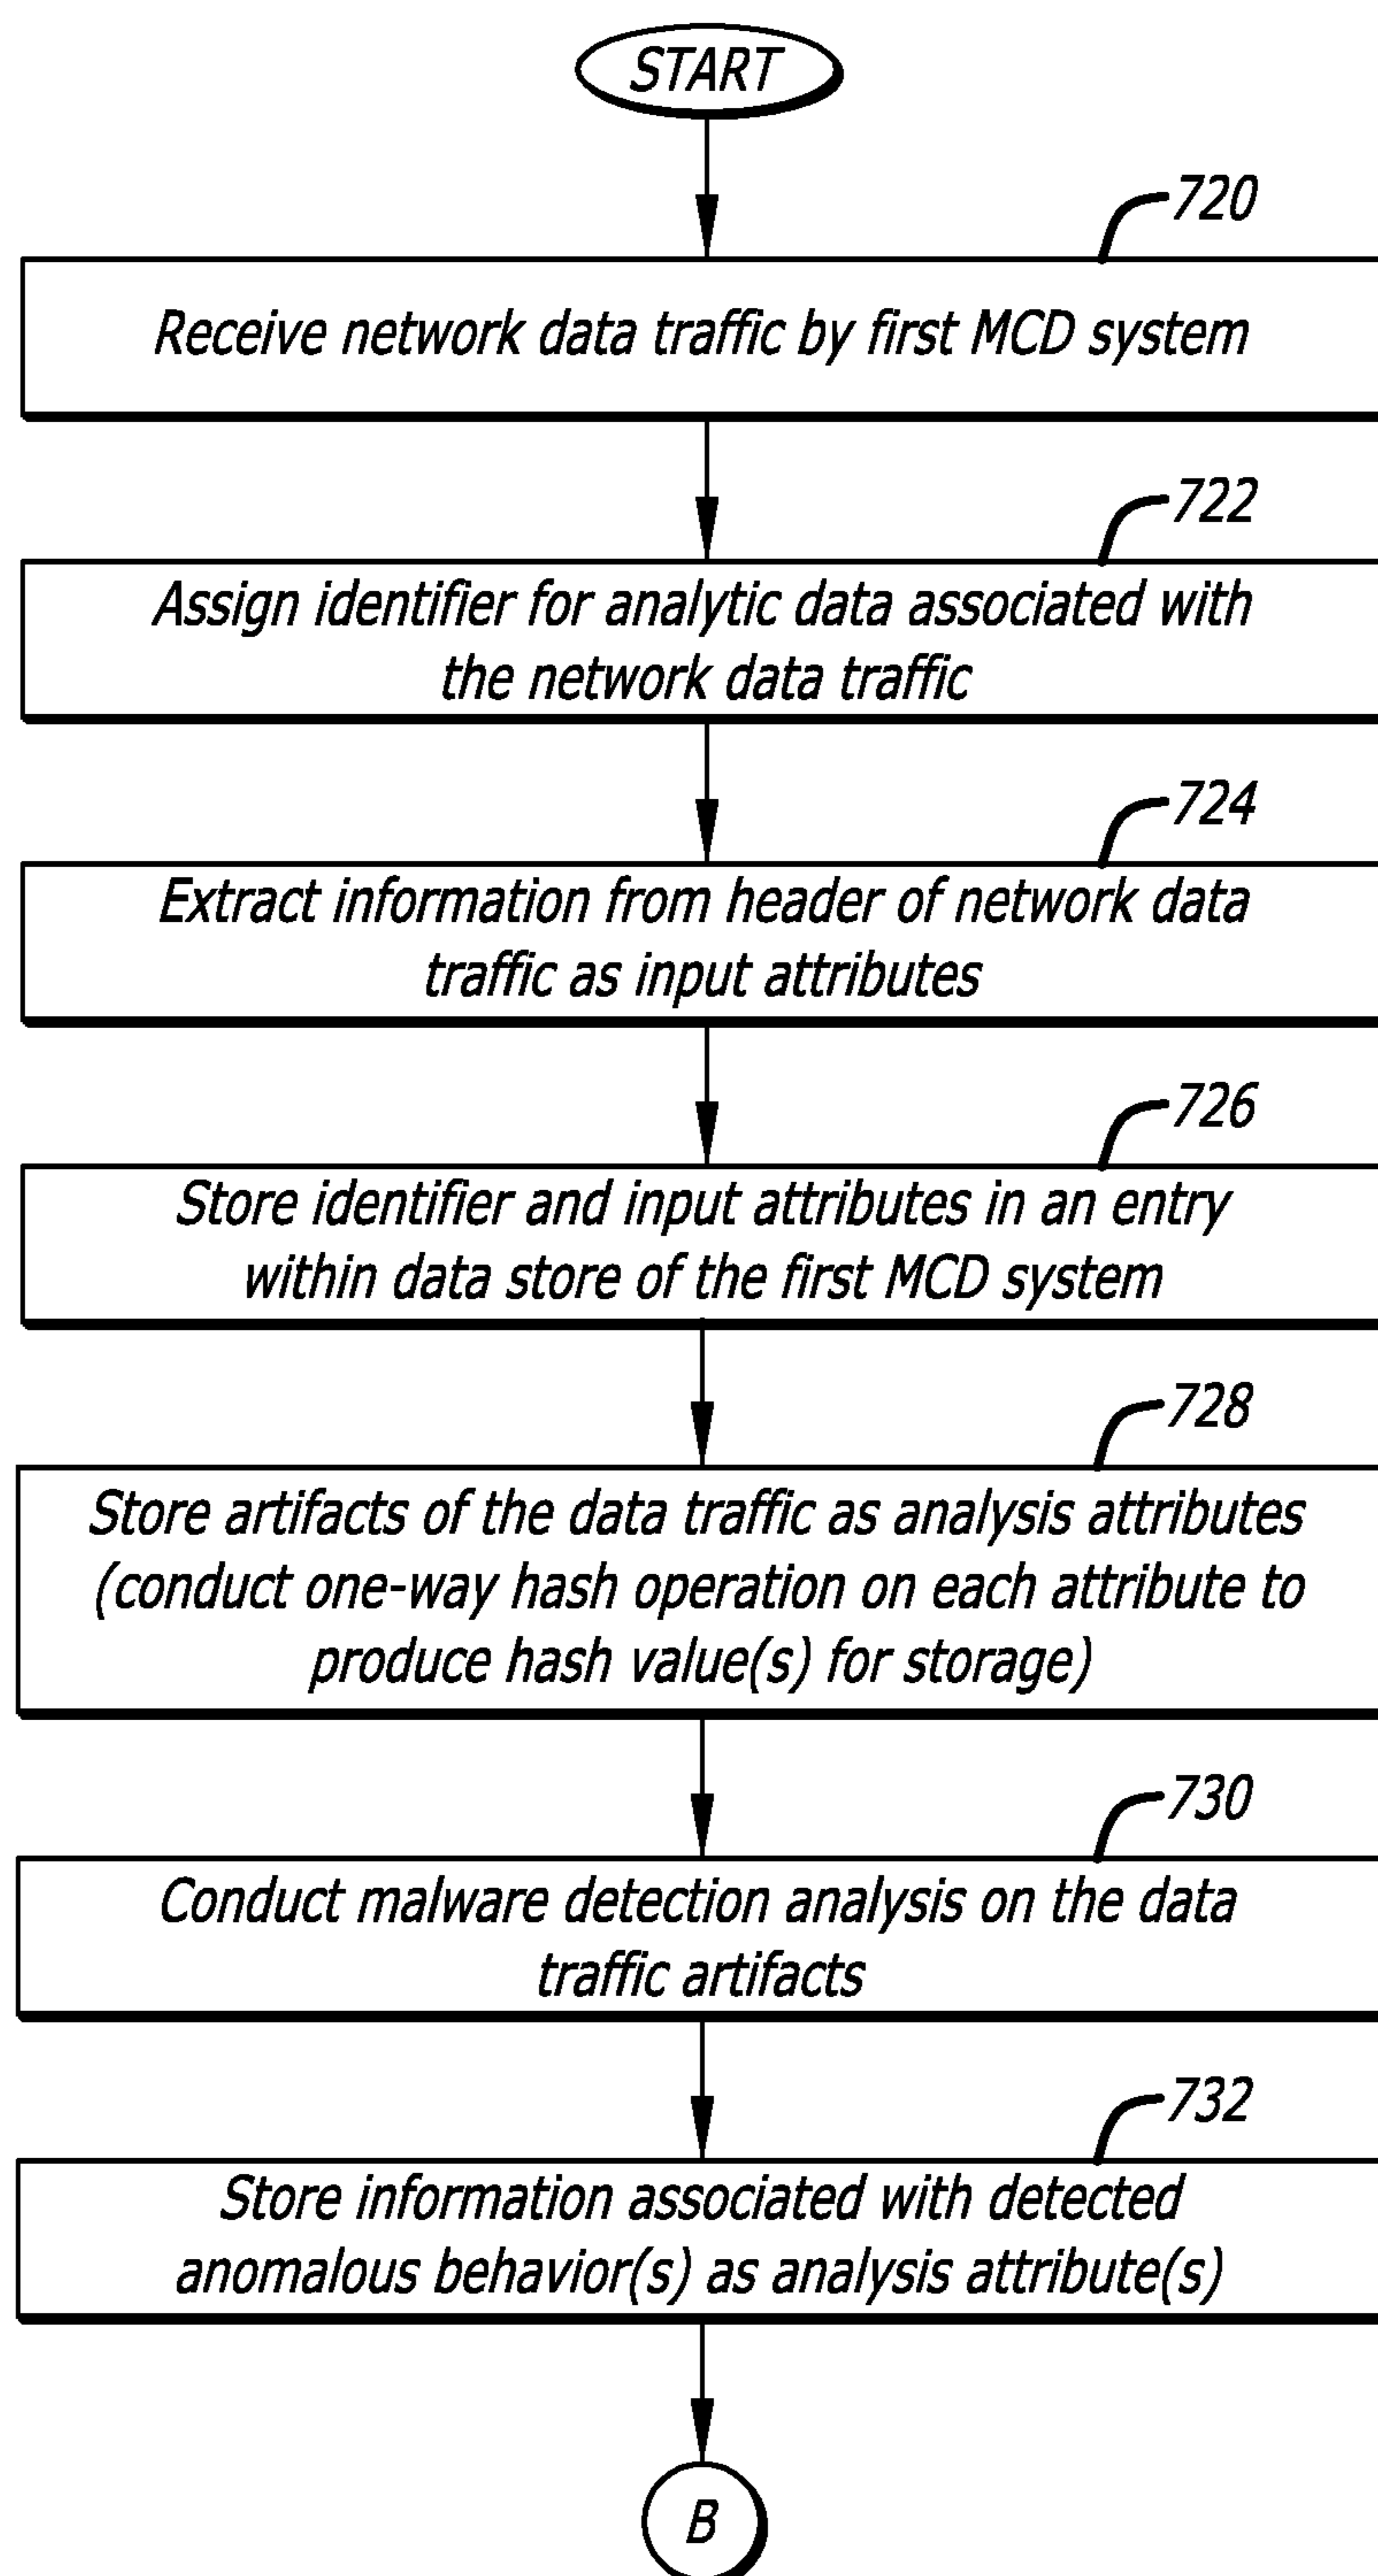 START
720
Receive network data traffic by first MCD system
722
Assign identifier for analytic data associated with
the network data traffic
724
Extract information from header of network data
traffic as input attributes
726
Store identifier and input attributes in an entry
within data store of the first MCD system
728
Store artifacts of the data traffic as analysis attributes
(conduct one-way hash operation on each attribute to
produce hash value(s) for storage)
730
Conduct malware detection analysis on the data
traffic artifacts
732
Store information associated with detected
anomalous behavior(s) as analysis attribute(s)
B